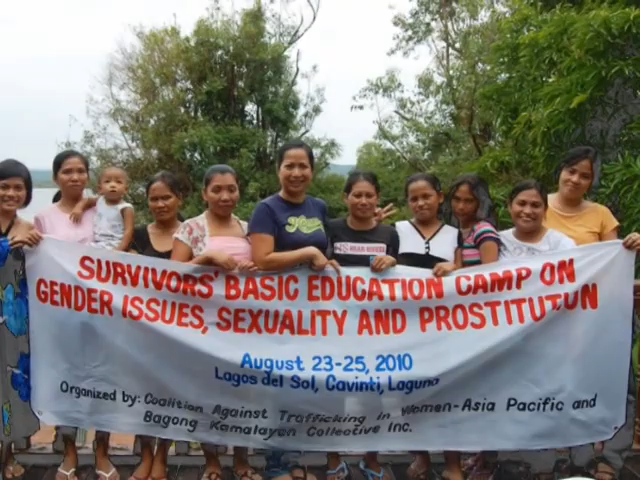 SURVIVORS' BASIC EDUCATION CAMP ON
GENDER ISSUES, SEXUALITY AND PROSTITUTUN
August 23-25, 2010
Lagos del Sol, Cavinti, Laguna
Organized by: Coalition Against Trafficking in Women-Asia Pacific and
Bagong Kamalayan Collective Inc.